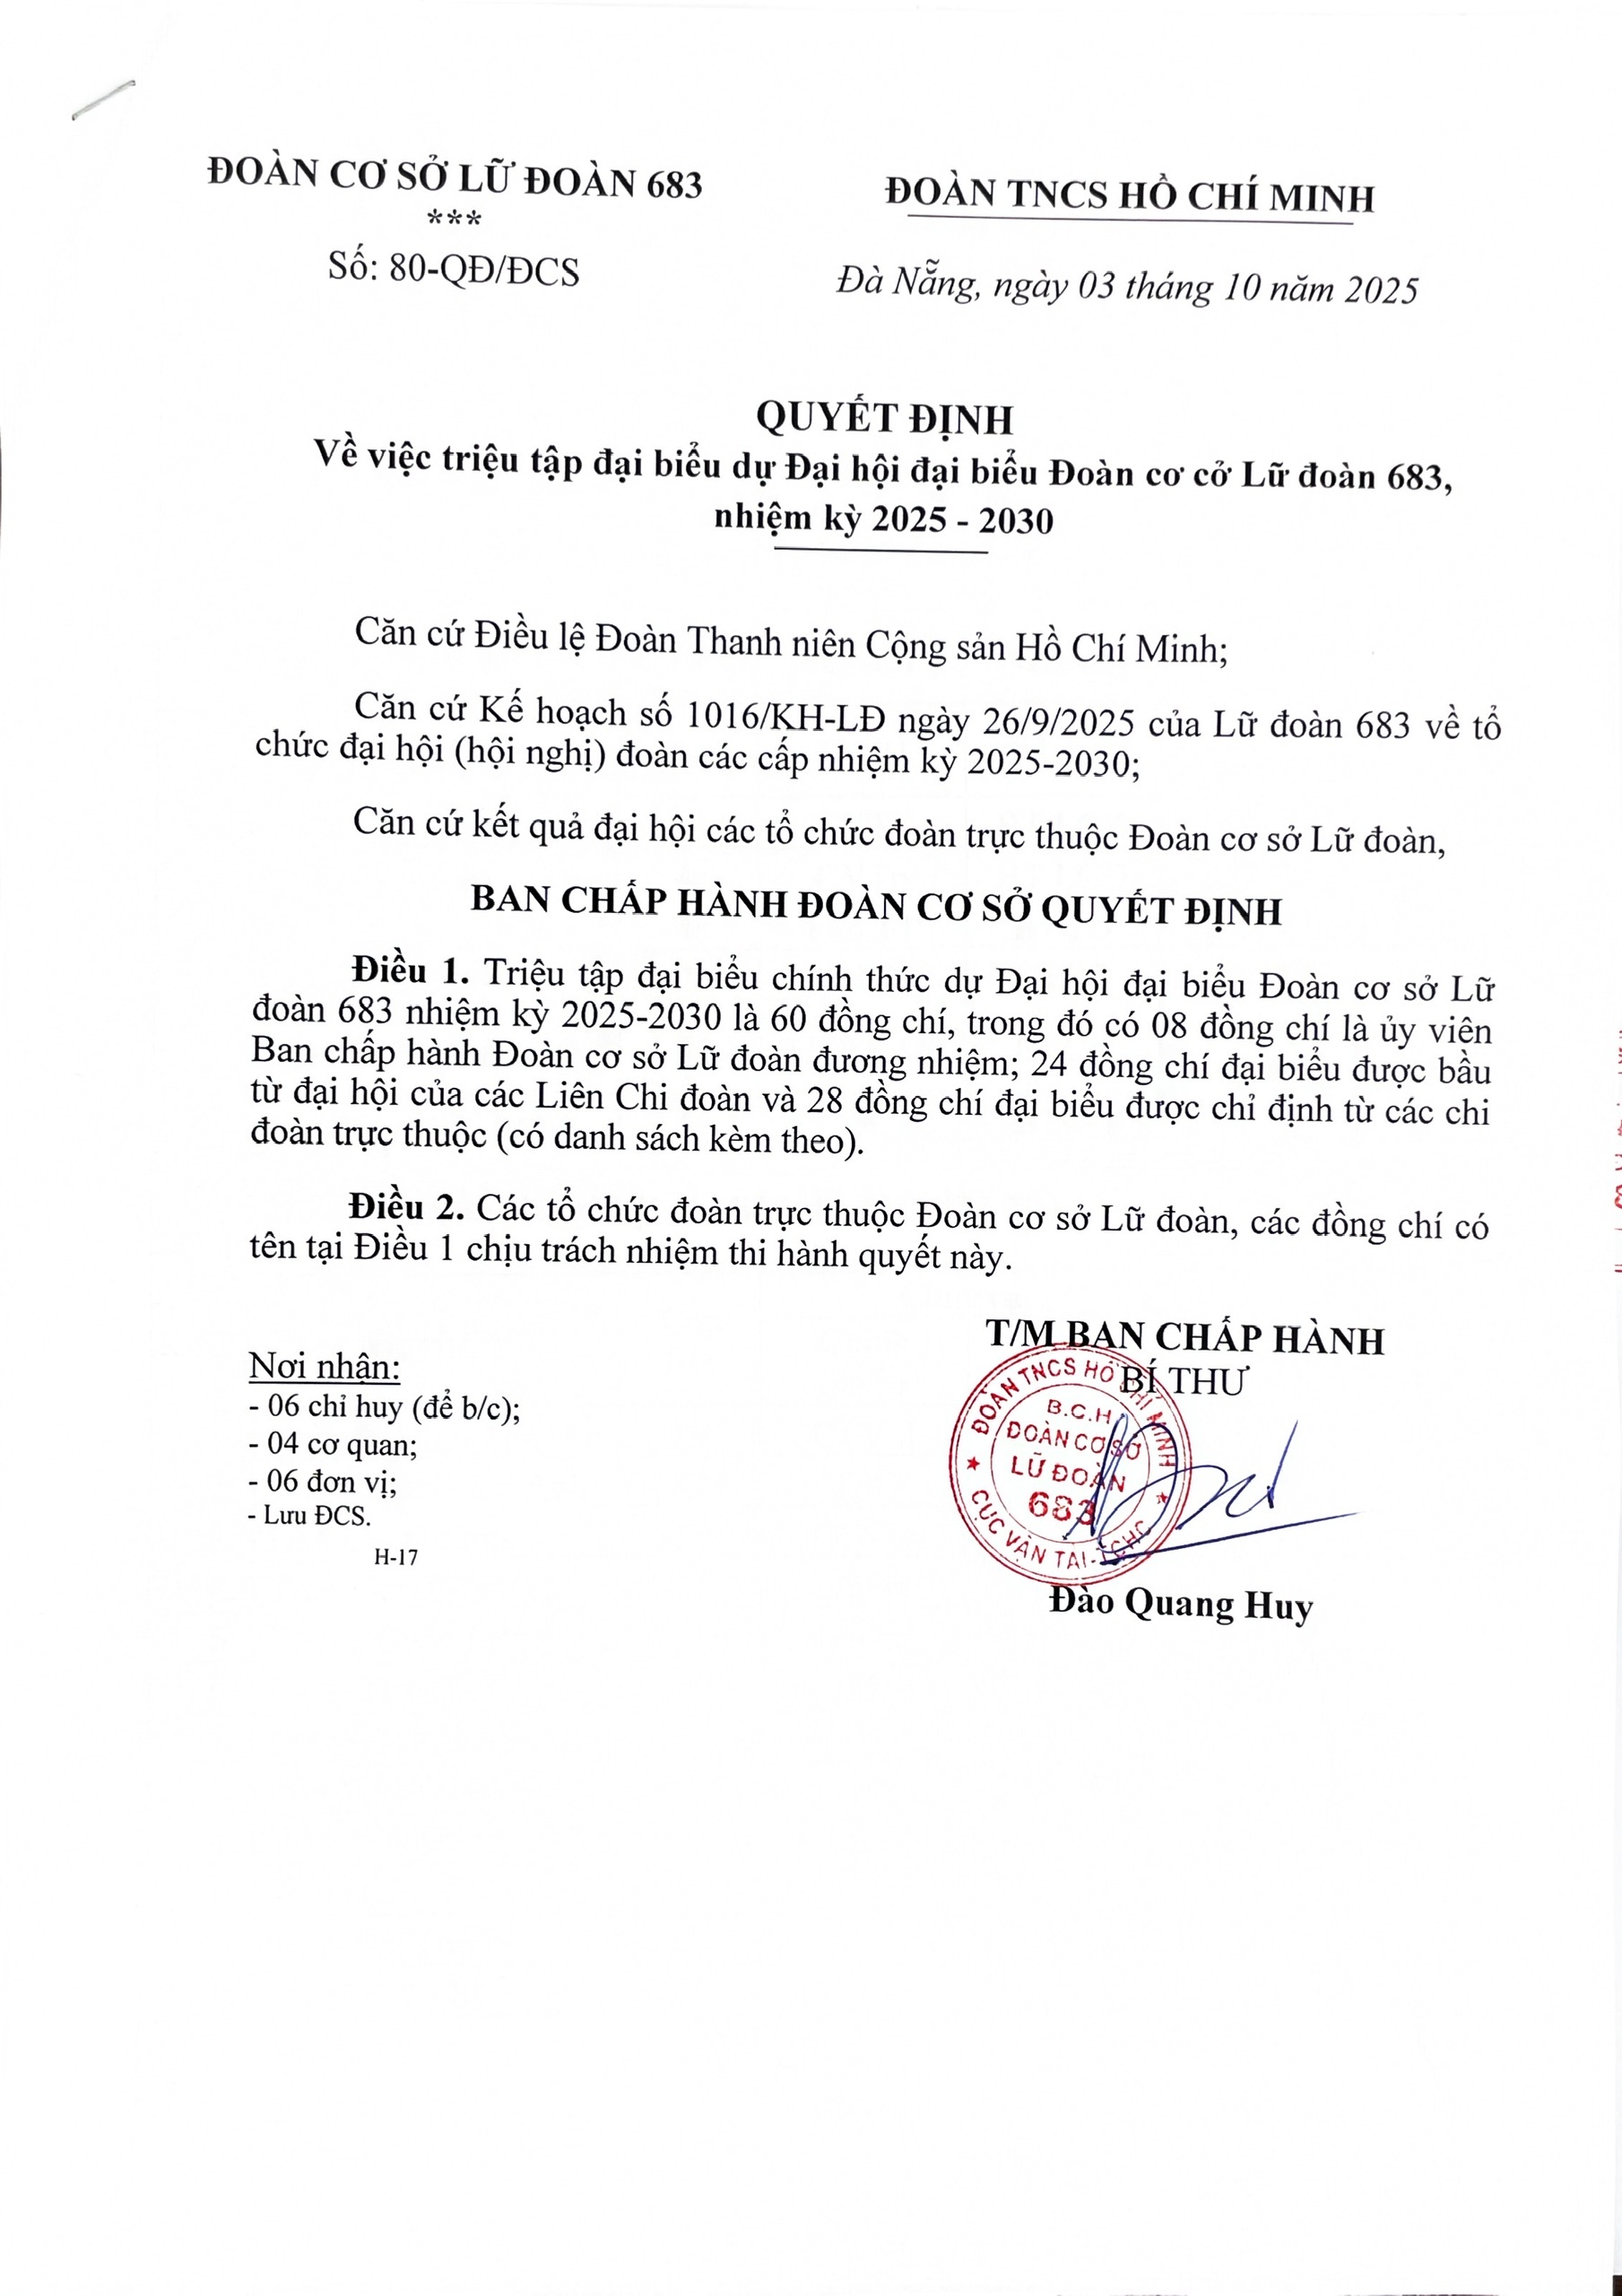 ĐOÀN CƠ SỞ LỮ ĐOÀN 683
***
Số: 80-QĐ/ĐCS
ĐOÀN TNCS HỒ CHÍ MINH
Đà Nẵng, ngày 03 tháng 10 năm 2025
QUYẾT ĐỊNH
Về việc triệu tập đại biểu dự Đại hội đại biểu Đoàn cơ cở Lữ đoàn 683,
nhiệm kỳ 2025 - 2030
Căn cứ Điều lệ Đoàn Thanh niên Cộng sản Hồ Chí Minh;
Căn cứ Kế hoạch số 1016/KH-LĐ ngày 26/9/2025 của Lữ đoàn 683 về tổ
chức đại hội (hội nghị) đoàn các cấp nhiệm kỳ 2025-2030;
Căn cứ kết quả đại hội các tổ chức đoàn trực thuộc Đoàn cơ sở Lữ đoàn,
BAN CHẤP HÀNH ĐOÀN CƠ SỞ QUYẾT ĐỊNH
Điều 1. Triệu tập đại biểu chính thức dự Đại hội đại biểu Đoàn cơ sở Lữ
đoàn 683 nhiệm kỳ 2025-2030 là 60 đồng chí, trong đó có 08 đồng chí là ủy viên
Ban chấp hành Đoàn cơ sở Lữ đoàn đương nhiệm; 24 đồng chí đại biểu được bầu
từ đại hội của các Liên Chi đoàn và 28 đồng chí đại biểu được chỉ định từ các chi
đoàn trực thuộc (có danh sách kèm theo).
Điều 2. Các tổ chức đoàn trực thuộc Đoàn cơ sở Lữ đoàn, các đồng chí có
tên tại Điều 1 chịu trách nhiệm thi hành quyết này.
Nơi nhận:
- 06 chỉ huy (để b/c);
- 04 cơ quan;
- 06 đơn vị;
- Lưu ĐCS.
H-17
T/M BAN CHẤP HÀNH
BÍ THƯ
ĐOÀN TNCS HỒ CHÍ MINH
B.C.H
ĐOÀN CƠ SỞ
LỮ ĐOÀN
683
CỤC VẬN TẢI-TCHC
Đào Quang Huy